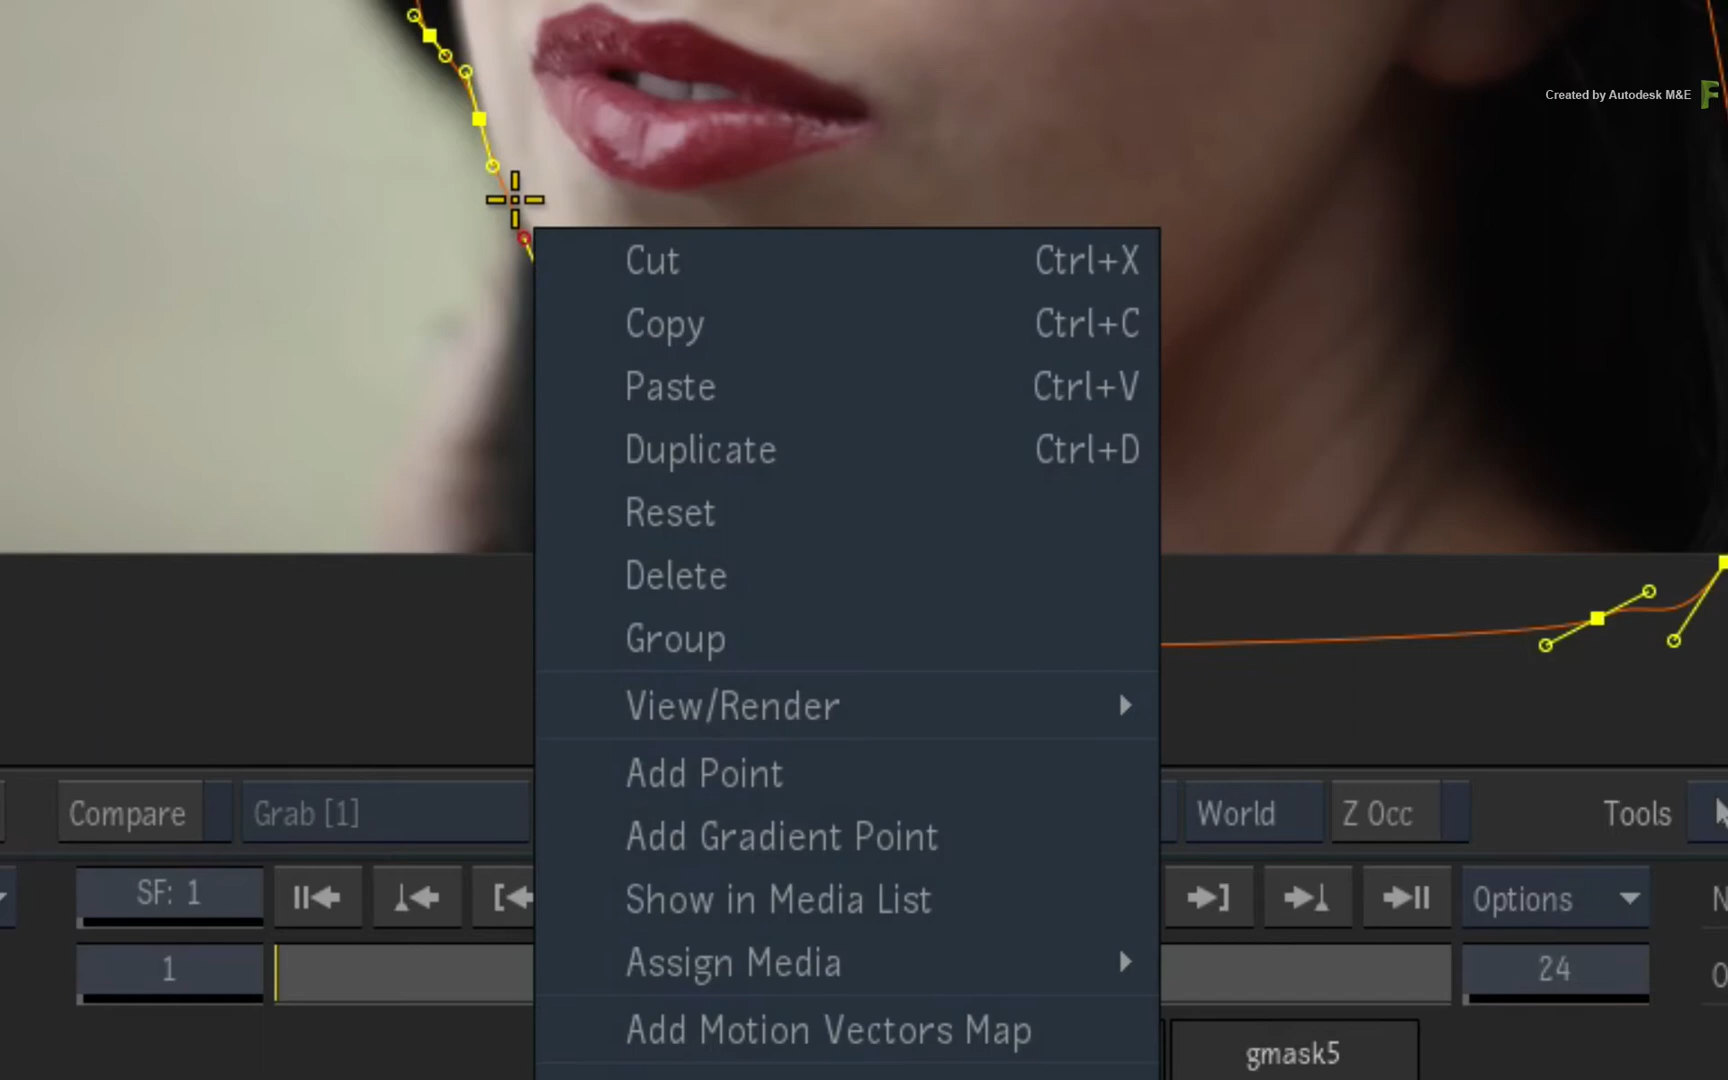 Created by Autodesk M&E
Cut Ctrl+X
Copy Ctrl+C
Paste Ctrl+V
Duplicate Ctrl+D
Reset
Delete
Group
View/Render
Add Point
Add Gradient Point
Show in Media List
Assign Media
Add Motion Vectors Map
Compare Grab [1] World Z Occ Tools
SF: 1 Options
1 24
gmask5